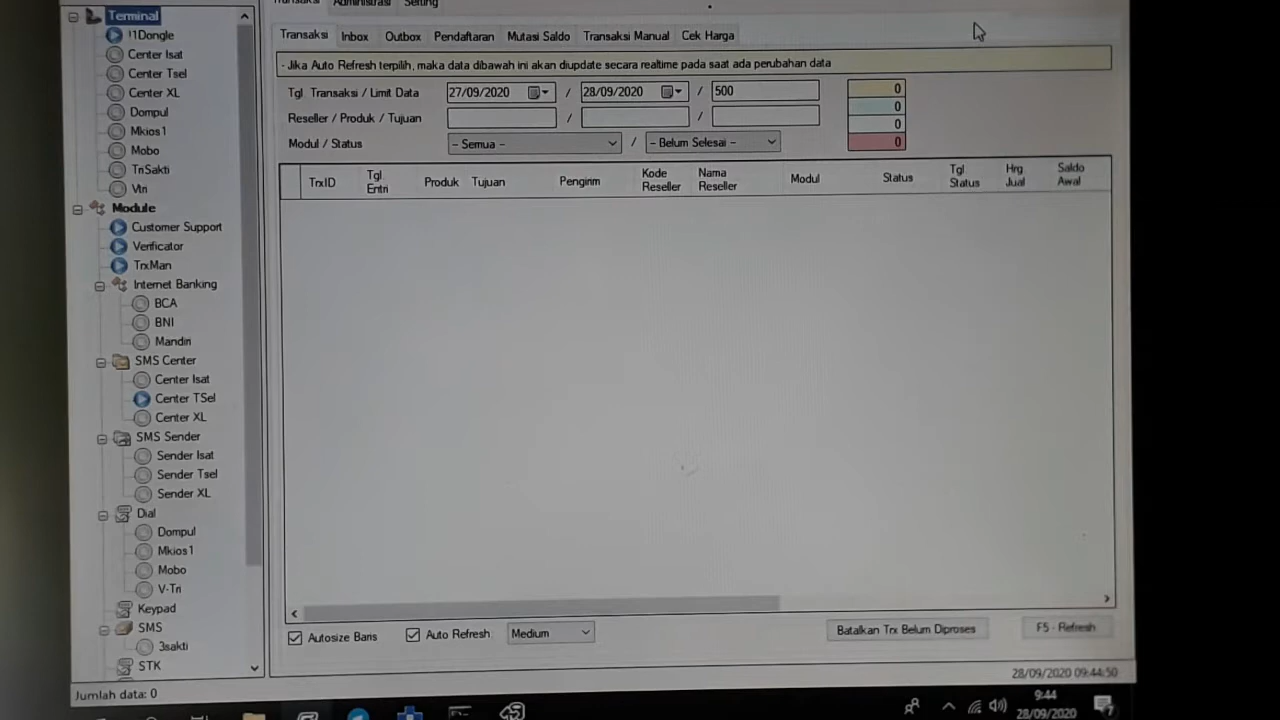 Transaksi Administrasi Setting
Terminal
!1Dongle
Center Isat
Center Tsel
Center XL
Dompul
Mkios1
Mobo
TriSakti
Vtri
Module
Customer Support
Verificator
TrxMan
Internet Banking
BCA
BNI
Mandiri
SMS Center
Center Isat
Center TSel
Center XL
SMS Sender
Sender Isat
Sender Tsel
Sender XL
Dial
Dompul
Mkios1
Mobo
V-Tri
Keypad
SMS
3sakti
STK
Jumlah data: 0
Transaksi Inbox Outbox Pendaftaran Mutasi Saldo Transaksi Manual Cek Harga
- Jika Auto Refresh terpilih, maka data dibawah ini akan diupdate secara realtime pada saat ada perubahan data
Tgl Transaksi / Limit Data 27/09/2020 / 28/09/2020 / 500 0
0
Reseller / Produk / Tujuan / / 0
Modul / Status -- Semua -- / -- Belum Selesai -- 0
TrxID Tgl Entri Produk Tujuan Pengirim Kode Reseller Nama Reseller Modul Status Tgl Status Hrg Jual Saldo Awal
Autosize Baris Auto Refresh Medium Batalkan Trx Belum Diproses F5 - Refresh
28/09/2020 09:44:50
9:44
28/09/2020
7